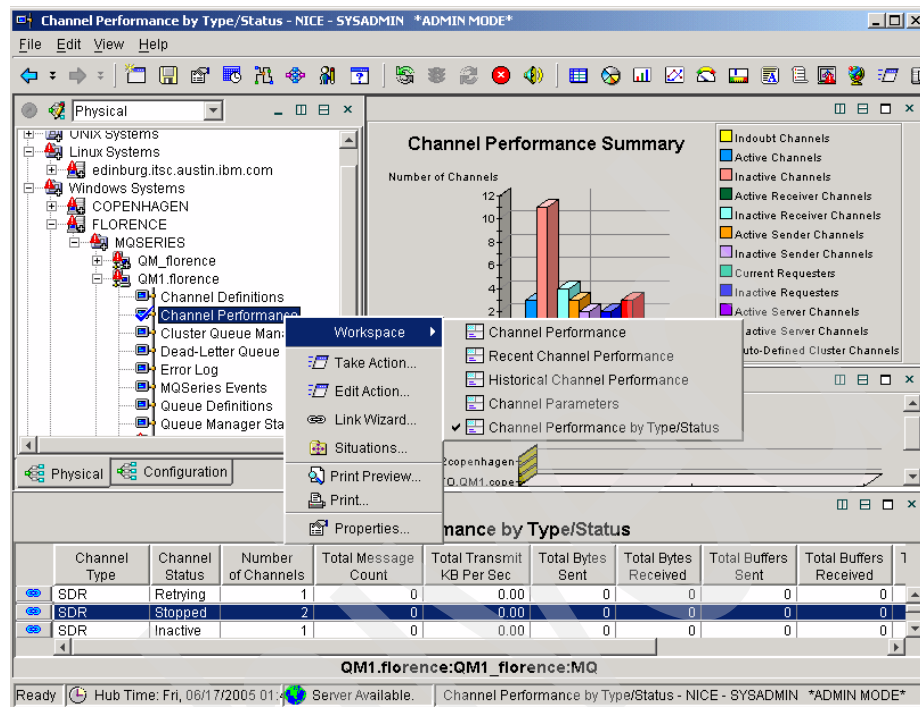 Channel Performance by Type/Status - NICE - SYSADMIN *ADMIN MODE*
File Edit View Help
Physical
UNIX Systems
Linux Systems
edinburg.itsc.austin.ibm.com
Windows Systems
COPENHAGEN
FLORENCE
MQSERIES
QM_florence
QM1.florence
Channel Definitions
Channel Performance
Cluster Queue Man
Dead-Letter Queue
Error Log
MQSeries Events
Queue Definitions
Queue Manager Sta
Physical Configuration
Channel Performance Summary
Number of Channels
12
10
8
6
4
2
Indoubt Channels
Active Channels
Inactive Channels
Active Receiver Channels
Inactive Receiver Channels
Active Sender Channels
Inactive Sender Channels
Current Requesters
Inactive Requesters
Active Server Channels
active Server Channels
uto-Defined Cluster Channels
Workspace
Take Action...
Edit Action...
Link Wizard...
Situations...
Print Preview...
Print...
Properties...
Channel Performance
Recent Channel Performance
Historical Channel Performance
Channel Parameters
Channel Performance by Type/Status
2copenhagen
O.QM1.cope
mance by Type/Status
Channel Type Channel Status Number of Channels Total Message Count Total Transmit KB Per Sec Total Bytes Sent Total Bytes Received Total Buffers Sent Total Buffers Received
SDR Retrying 1 0 0.00 0 0 0 0
SDR Stopped 2 0 0.00 0 0 0 0
SDR Inactive 1 0 0.00 0 0 0 0
QM1.florence:QM1_florence:MQ
Ready Hub Time: Fri, 06/17/2005 01: Server Available. Channel Performance by Type/Status - NICE - SYSADMIN *ADMIN MODE*